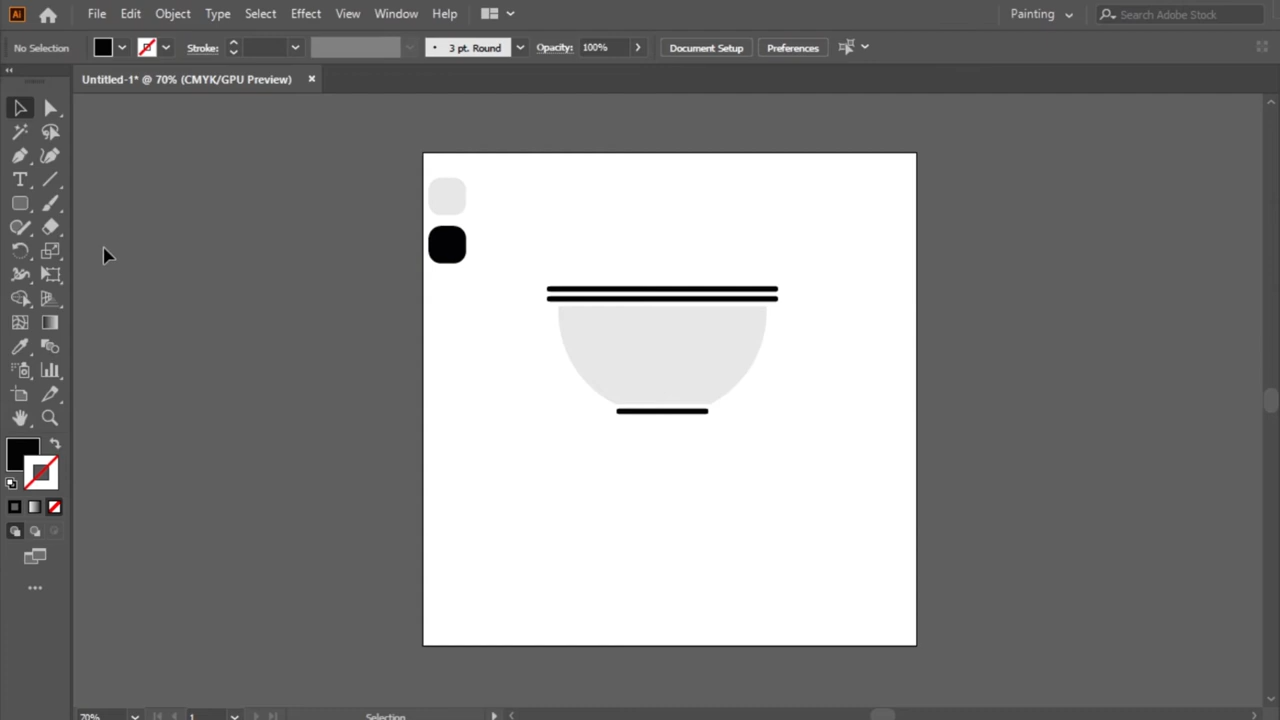 Ai File Edit Object Type Select Effect View Window Help Painting Search Adobe Stock
No Selection Stroke: 3 pt. Round Opacity: 100% Document Setup Preferences
Untitled-1* @ 70% (CMYK/GPU Preview) ×
70% 1 Selection